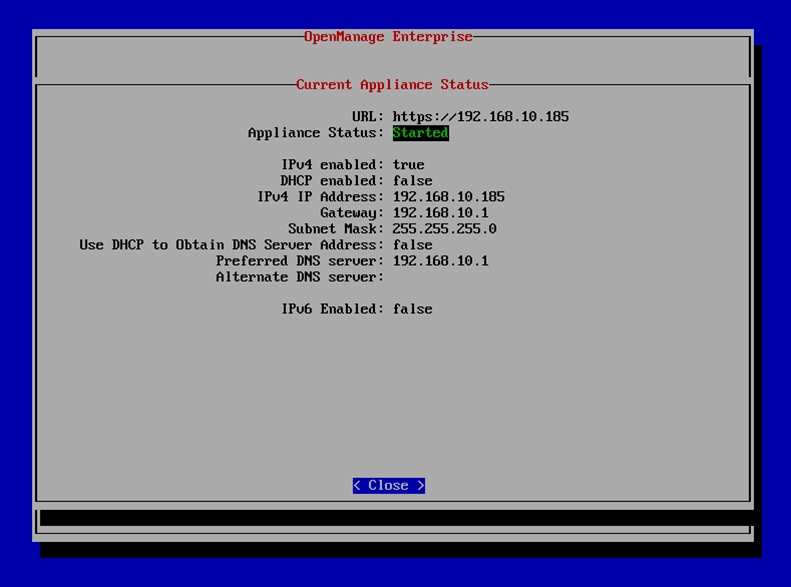 OpenManage Enterprise
Current Appliance Status
URL: https://192.168.10.185
Appliance Status: Started
IPv4 enabled: true
DHCP enabled: false
IPv4 IP Address: 192.168.10.185
Gateway: 192.168.10.1
Subnet Mask: 255.255.255.0
Use DHCP to Obtain DNS Server Address: false
Preferred DNS server: 192.168.10.1
Alternate DNS server:
IPv6 Enabled: false
< Close >